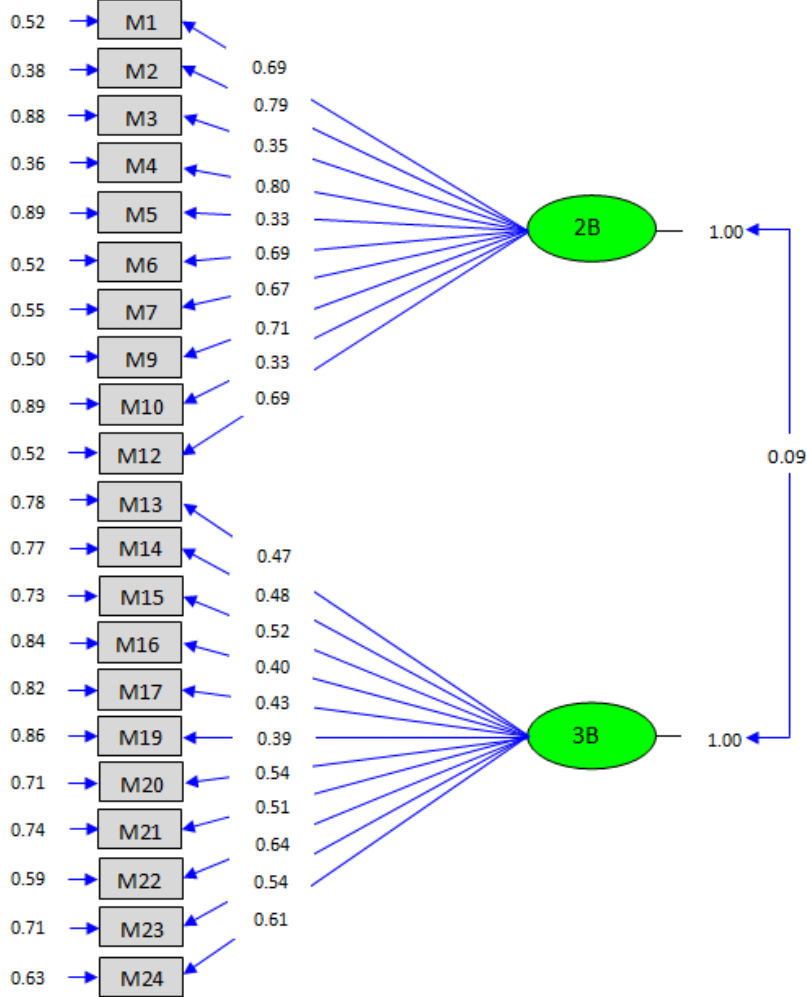 0.52 M1
0.69
0.38 M2
0.79
0.88 M3
0.35
0.36 M4
0.80
0.89 M5
0.33
2B 1.00
0.52 M6
0.69
0.55 M7
0.67
0.50 M9
0.71
0.89 M10
0.33
0.52 M12
0.69
0.09
0.78 M13
0.47
0.77 M14
0.48
0.73 M15
0.52
0.84 M16
0.40
0.82 M17
0.43
0.86 M19
0.39
3B 1.00
0.71 M20
0.54
0.74 M21
0.51
0.59 M22
0.64
0.71 M23
0.54
0.63 M24
0.61